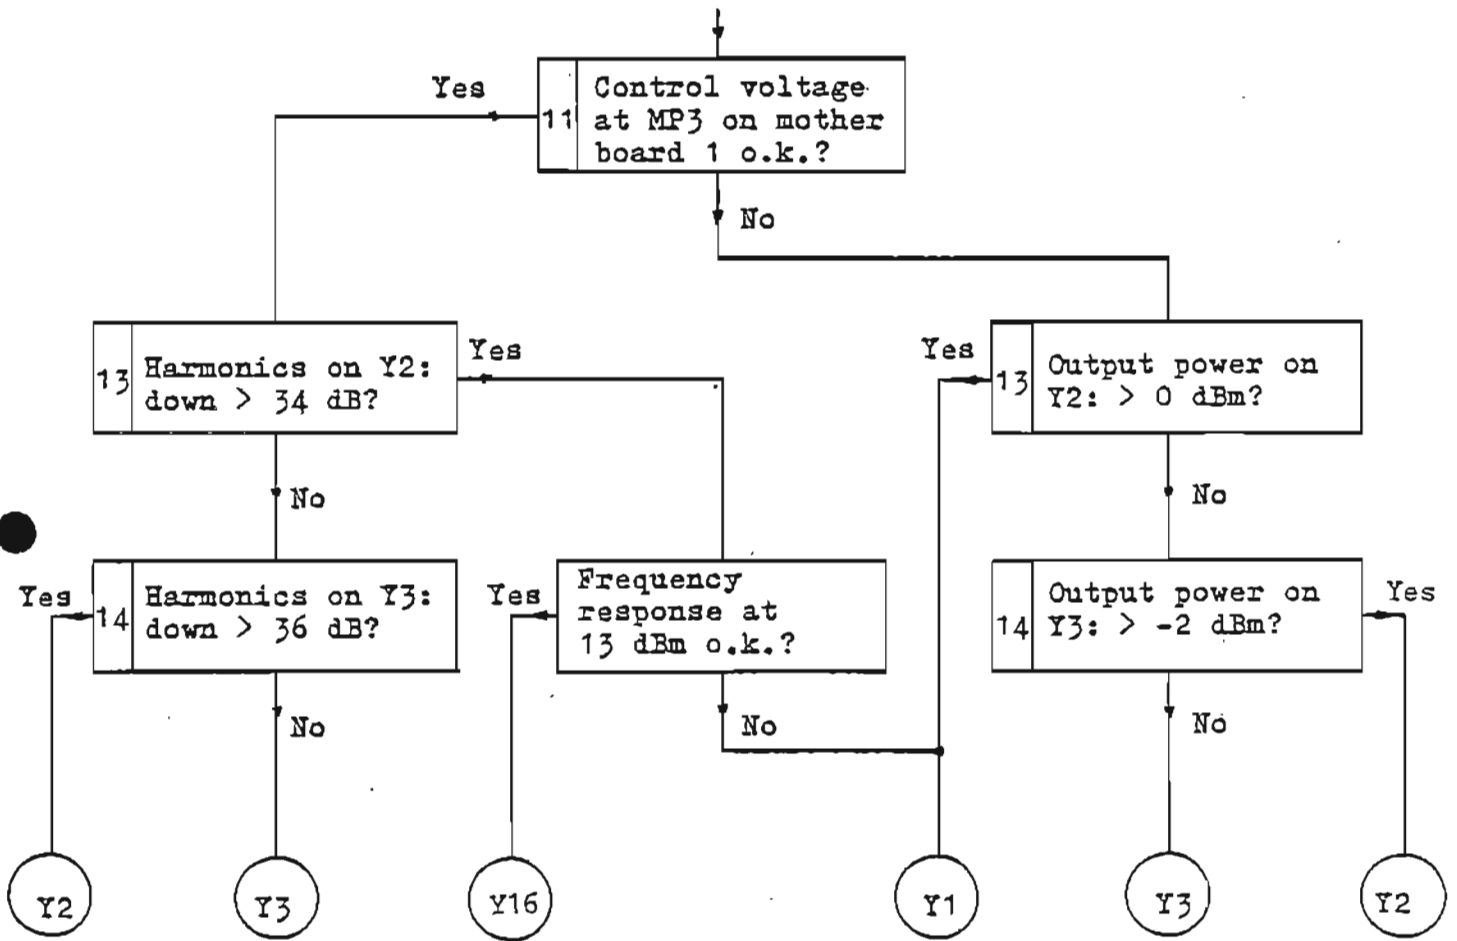 Yes
11
Control voltage
at MP3 on mother
board 1 o.k.?
No
13
Harmonics on Y2:
down > 34 dB?
Yes
Yes
13
Output power on
Y2: > 0 dBm?
No
No
Yes
14
Harmonics on Y3:
down > 36 dB?
Yes
Frequency
response at
13 dBm o.k.?
14
Output power on
Y3: > -2 dBm?
Yes
No
No
No
Y2
Y3
Y16
Y1
Y3
Y2